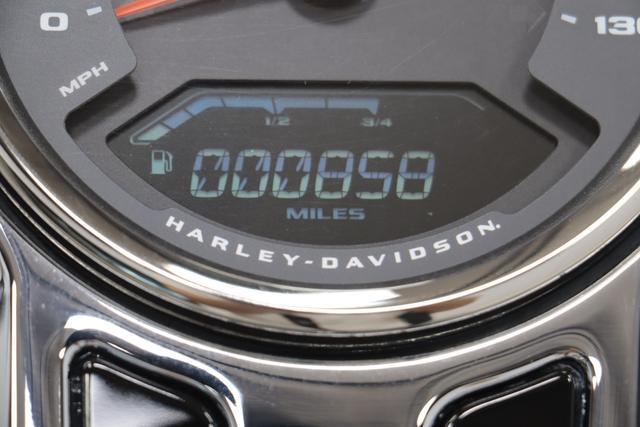 0
130
MPH
1/2 3/4
000858
MILES
HARLEY-DAVIDSON.